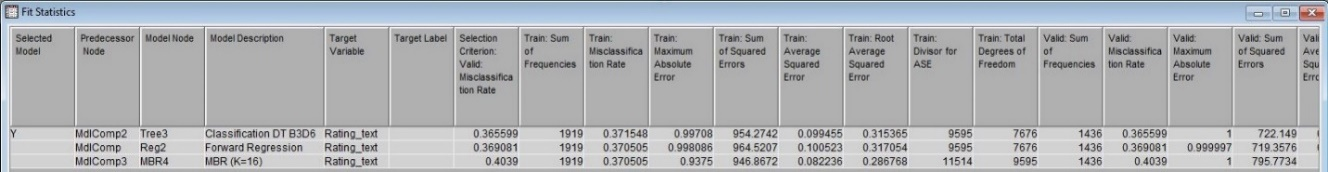 Fit Statistics
Selected Model | Predecessor Node | Model Node | Model Description | Target Variable | Target Label | Selection Criterion: Valid: Misclassifica tion Rate | Train: Sum of Frequencies | Train: Misclassifica tion Rate | Train: Maximum Absolute Error | Train: Sum of Squared Errors | Train: Average Squared Error | Train: Root Average Squared Error | Train: Divisor for ASE | Train: Total Degrees of Freedom | Valid: Sum of Frequencies | Valid: Misclassifica tion Rate | Valid: Maximum Absolute Error | Valid: Sum of Squared Errors
Y | MdlComp2 | Tree3 | Classification DT B3D6 | Rating_text | 0.365599 | 1919 | 0.371548 | 0.99708 | 954.2742 | 0.099455 | 0.315365 | 9595 | 7676 | 1436 | 0.365599 | 1 | 722.149
MdlComp | Reg2 | Forward Regression | Rating_text | 0.369081 | 1919 | 0.370505 | 0.998086 | 964.5207 | 0.100523 | 0.317054 | 9595 | 7676 | 1436 | 0.369081 | 0.999997 | 719.3576
MdlComp3 | MBR4 | MBR (K=16) | Rating_text | 0.4039 | 1919 | 0.370505 | 0.9375 | 946.8672 | 0.082236 | 0.286768 | 11514 | 9595 | 1436 | 0.4039 | 1 | 795.7734